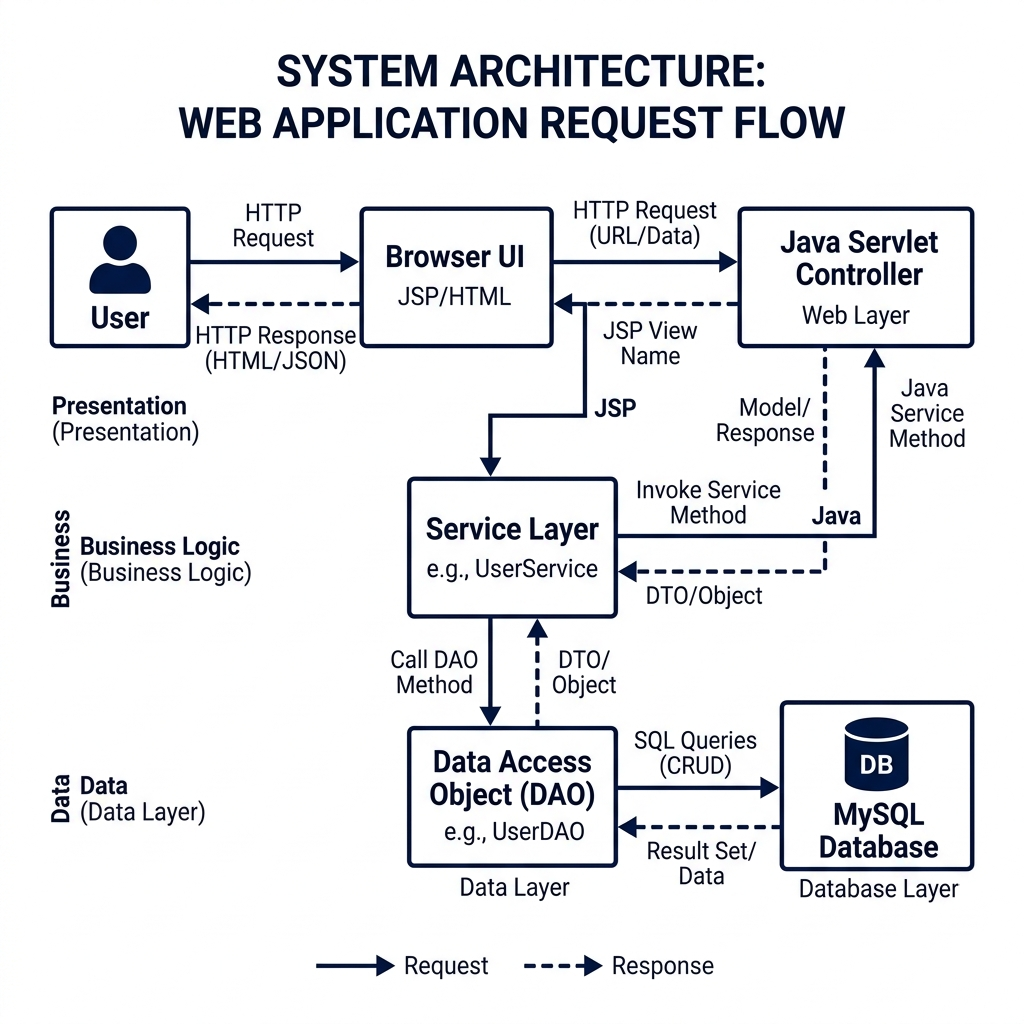 SYSTEM ARCHITECTURE:
WEB APPLICATION REQUEST FLOW
User
HTTP
Request
HTTP Response
(HTML/JSON)
Browser UI
JSP/HTML
HTTP Request
(URL/Data)
JSP View
Name
Java Servlet
Controller
Web Layer
Presentation
(Presentation)
JSP
Model/
Response
Java
Service
Method
Business
Business Logic
(Business Logic)
Service Layer
e.g., UserService
Invoke Service
Method
Java
DTO/Object
Call DAO
Method
DTO/
Object
Data
Data
(Data Layer)
Data Access
Object (DAO)
e.g., UserDAO
Data Layer
SQL Queries
(CRUD)
Result Set/
Data
DB
MySQL
Database
Database Layer
Request
Response